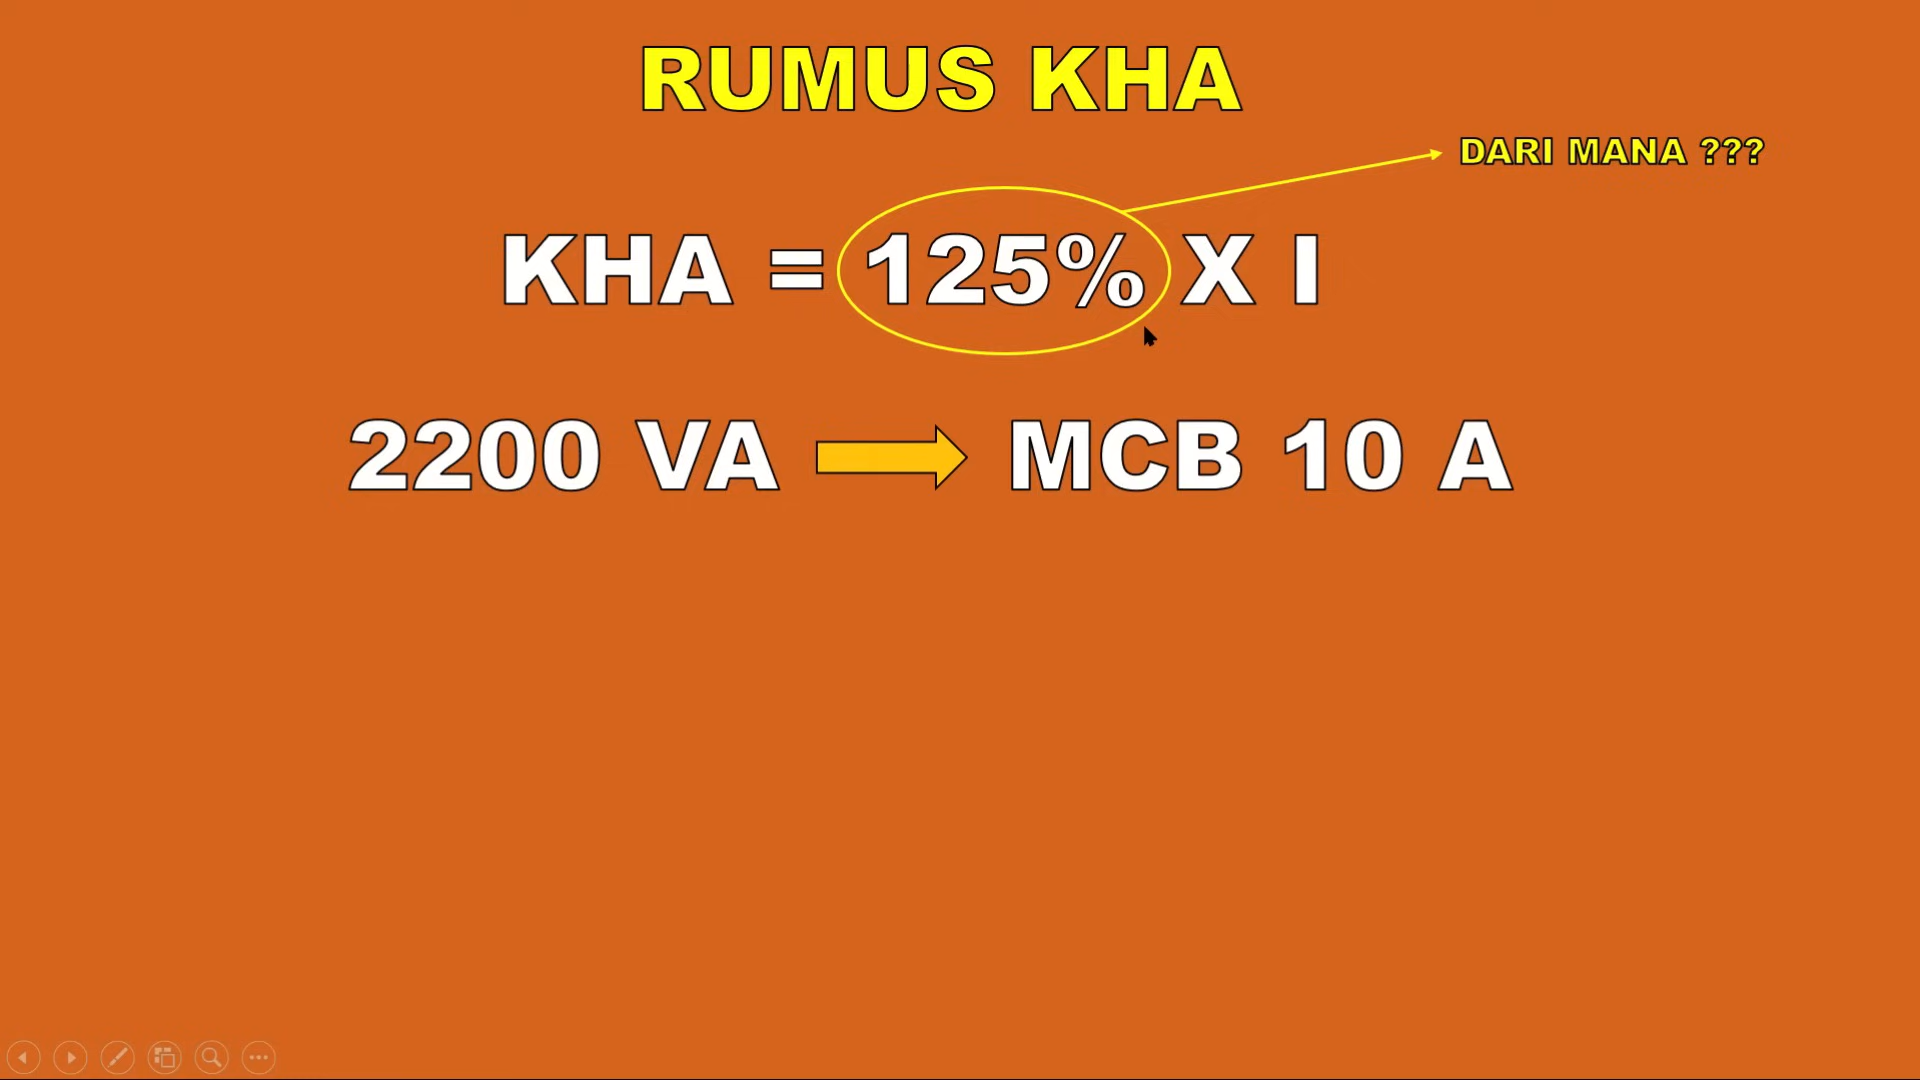 RUMUS KHA
DARI MANA ???
KHA = 125% X I
2200 VA MCB 10 A